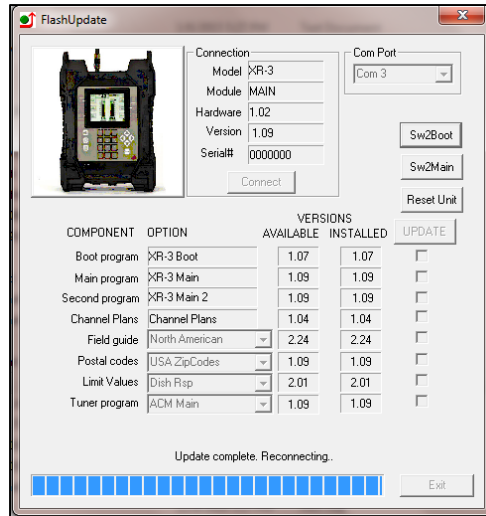 FlashUpdate
Connection
Com Port
Model XR-3
Com 3
Module MAIN
Hardware 1.02
Version 1.09
Sw2Boot
Serial# 0000000
Sw2Main
Connect
Reset Unit
VERSIONS
COMPONENT OPTION AVAILABLE INSTALLED UPDATE
Boot program XR-3 Boot 1.07 1.07
Main program XR-3 Main 1.09 1.09
Second program XR-3 Main 2 1.09 1.09
Channel Plans Channel Plans 1.04 1.04
Field guide North American 2.24 2.24
Postal codes USA ZipCodes 1.09 1.09
Limit Values Dish Rsp 2.01 2.01
Tuner program ACM Main 1.09 1.09
Update complete. Reconnecting..
Exit